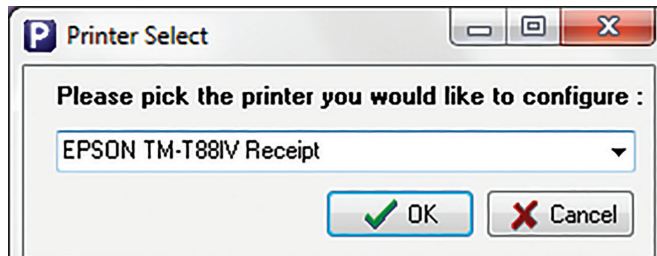 P Printer Select
Please pick the printer you would like to configure :
EPSON TM-T88IV Receipt
OK Cancel